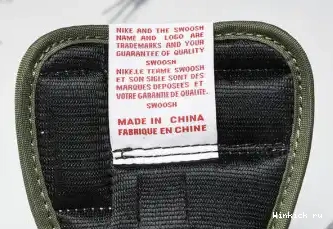 NIKE AND THE SWOOSH
NAME AND LOGO ARE
TRADEMARKS AND YOUR
GUARANTEE OF QUALITY
SWOOSH
NIKE.LE TERME SWOOSH
ET SON SIGLE SONT DES
MARQUES DEPOSEES ET
VOTRE GARANTIE DE QUALITE.
SWOOSH
MADE IN CHINA
FABRIQUE EN CHINE
Winkick.ru